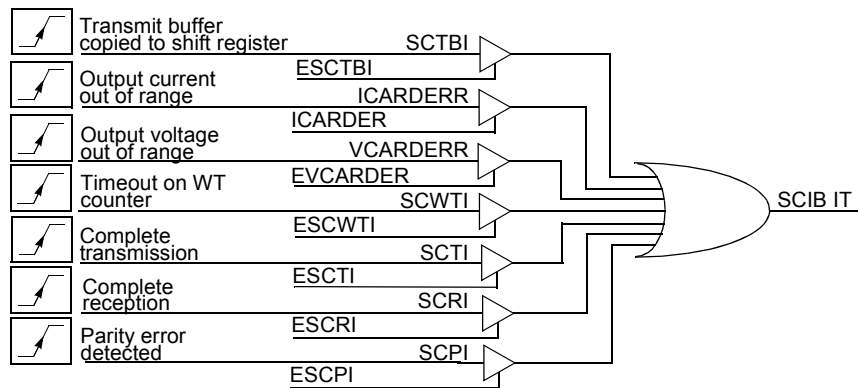 Transmit buffer
copied to shift register
SCTBI
ESCTBI
Output current
out of range
ICARDERR
ICARDER
Output voltage
out of range
VCARDERR
EVCARDER
Timeout on WT
counter
SCWTI
ESCWTI
SCIB IT
Complete
transmission
SCTI
ESCTI
Complete
reception
SCRI
ESCRI
Parity error
detected
SCPI
ESCPI